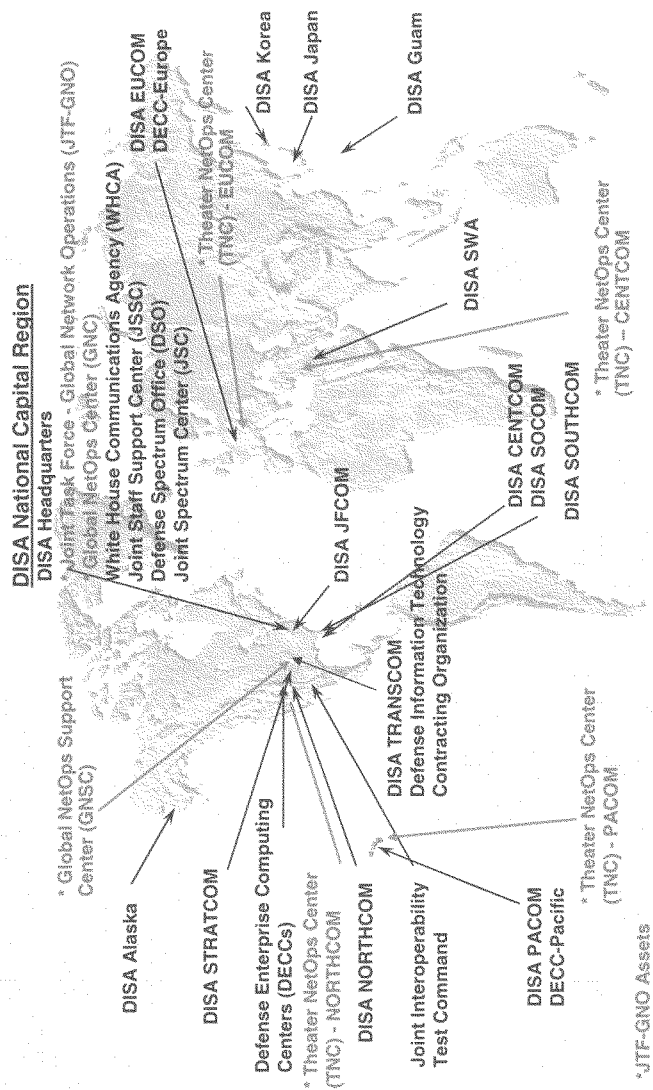 DISA National Capital Region
DISA Headquarters
* Joint Task Force - Global Network Operations (JTF-GNO)
Global NetOps Center (GNC)
White House Communications Agency (WHCA)
Joint Staff Support Center (JSSC)
Defense Spectrum Office (DSO)
Joint Spectrum Center (JSC)
* Global NetOps Support
Center (GNSC)
DISA Alaska
DISA STRATCOM
Defense Enterprise Computing
Centers (DECCs)
* Theater NetOps Center
(TNC) - NORTHCOM
DISA NORTHCOM
Joint Interoperability
Test Command
DISA PACOM
DECC-Pacific
* Theater NetOps Center
(TNC) - PACOM
DISA TRANSCOM
Defense Information Technology
Contracting Organization
DISA JFCOM
DISA CENTCOM
DISA SOCOM
DISA SOUTHCOM
DISA EUCOM
DECC-Europe
* Theater NetOps Center
(TNC) - EUCOM
DISA SWA
* Theater NetOps Center
(TNC) – CENTCOM
DISA Korea
DISA Japan
DISA Guam
*JTF-GNO Assets